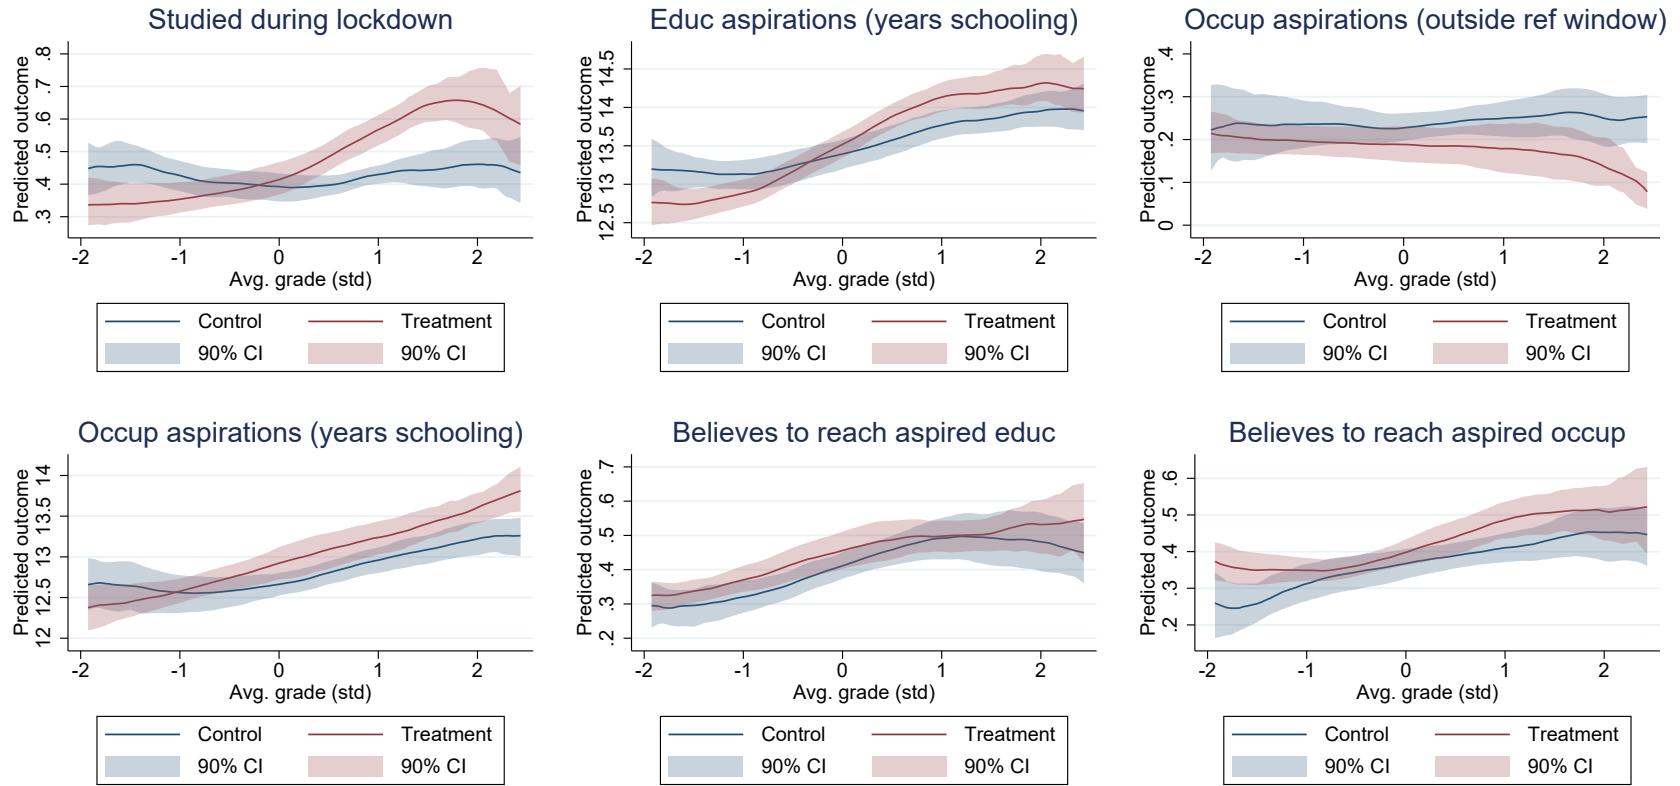 Studied during lockdown
Predicted outcome
.8
.7
.6
.5
.4
.3
-2 -1 0 1 2
Avg. grade (std)
Control Treatment
90% CI 90% CI
Educ aspirations (years schooling)
Predicted outcome
14.5
14
13.5
13
12.5
-2 -1 0 1 2
Avg. grade (std)
Control Treatment
90% CI 90% CI
Occup aspirations (outside ref window)
Predicted outcome
.4
.3
.2
.1
0
-2 -1 0 1 2
Avg. grade (std)
Control Treatment
90% CI 90% CI
Occup aspirations (years schooling)
Predicted outcome
14
13.5
13
12.5
12
-2 -1 0 1 2
Avg. grade (std)
Control Treatment
90% CI 90% CI
Believes to reach aspired educ
Predicted outcome
.7
.6
.5
.4
.3
.2
-2 -1 0 1 2
Avg. grade (std)
Control Treatment
90% CI 90% CI
Believes to reach aspired occup
Predicted outcome
.6
.5
.4
.3
.2
-2 -1 0 1 2
Avg. grade (std)
Control Treatment
90% CI 90% CI